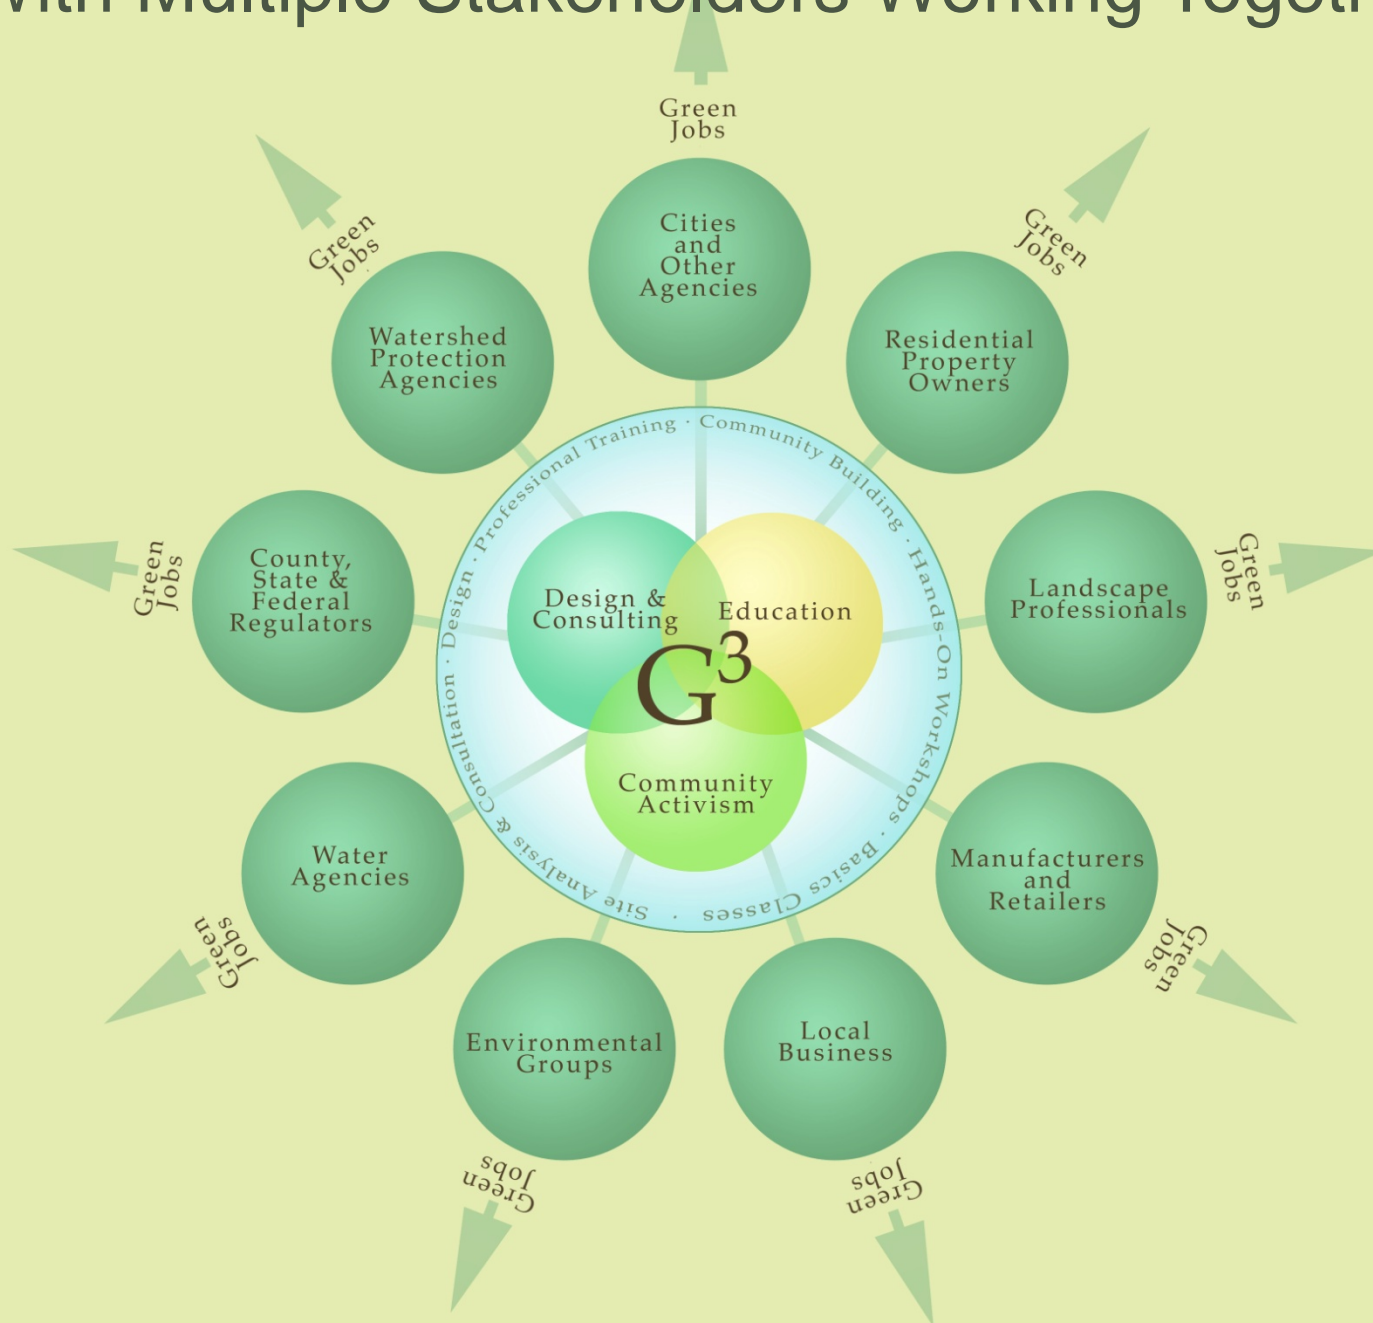 with Multiple Stakeholders Working Togeth
Green
Jobs
Cities
and
Other
Agencies
Green
Jobs
Green
Jobs
Watershed
Protection
Agencies
Residential
Property
Owners
Professional Training · Community Building · Hands-On Workshops · Basics Classes · Site Analysis & Consultation · Design ·
Green
Jobs
County,
State &
Federal
Regulators
Design &
Consulting
Education
G³
Community
Activism
Landscape
Professionals
Green
Jobs
Water
Agencies
Manufacturers
and
Retailers
Green
Jobs
Green
Jobs
Environmental
Groups
Local
Business
Green
Jobs
Green
Jobs